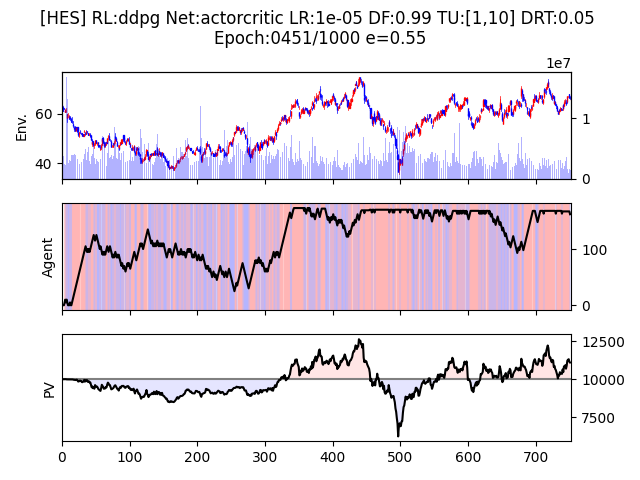 [HES] RL:ddpg Net:actorcritic LR:1e-05 DF:0.99 TU:[1,10] DRT:0.05
Epoch:0451/1000 e=0.55
1e7
Env.
60
40
1
0
Agent
100
0
PV
12500
10000
7500
0 100 200 300 400 500 600 700